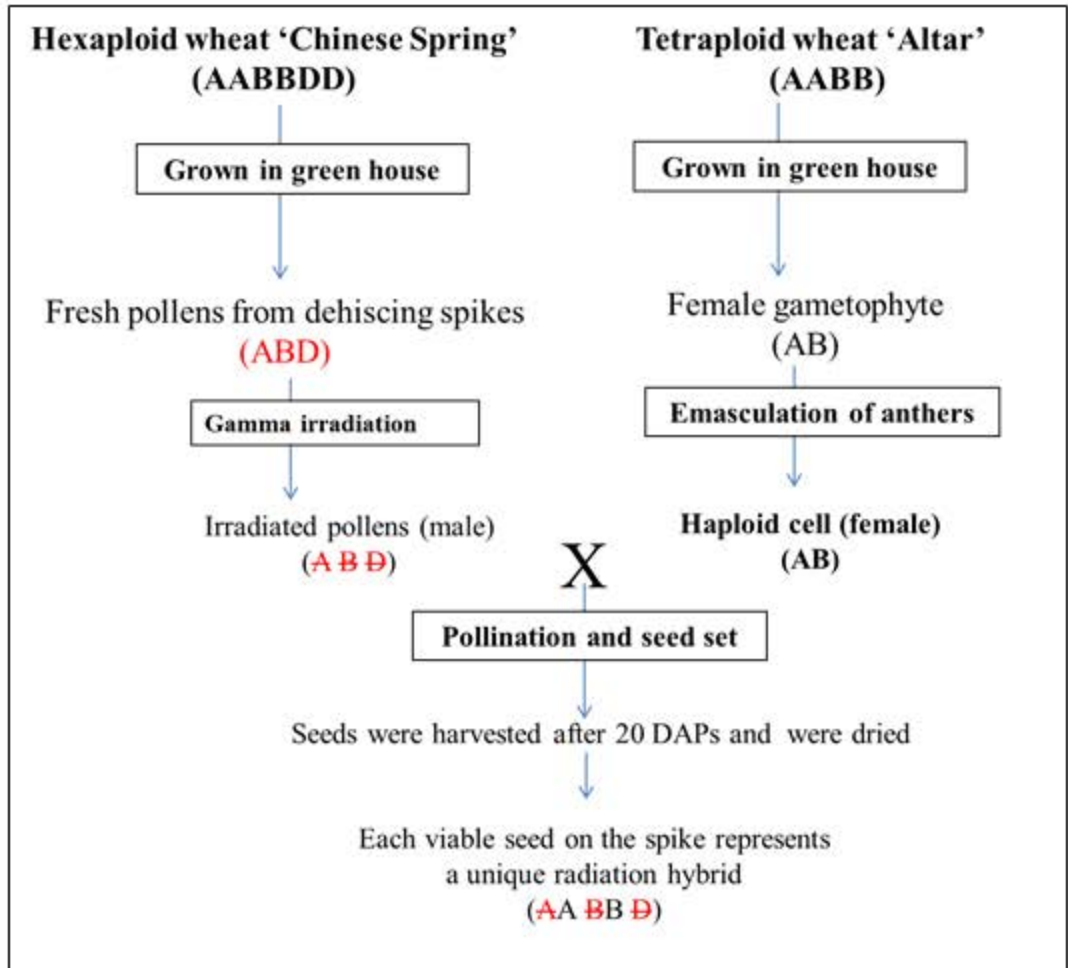 Hexaploid wheat ‘Chinese Spring’
(AABBDD)
Grown in green house
Fresh pollens from dehiscing spikes
(ABD)
Gamma irradiation
Irradiated pollens (male)
(A B D)
Tetraploid wheat ‘Altar’
(AABB)
Grown in green house
Female gametophyte
(AB)
Emasculation of anthers
Haploid cell (female)
(AB)
X
Pollination and seed set
Seeds were harvested after 20 DAPs and were dried
Each viable seed on the spike represents
a unique radiation hybrid
(AA BB D)